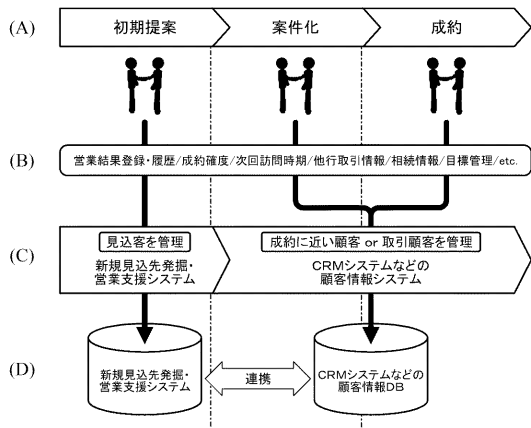 (A)
初期提案
案件化
成約
(B)
営業結果登録・履歴/成約確度/次回訪問時期/他行取引情報/相続情報/目標管理/etc.
(C)
見込客を管理
新規見込先発掘・
営業支援システム
成約に近い顧客 or 取引顧客を管理
CRMシステムなどの
顧客情報システム
(D)
新規見込先発掘・
営業支援システム
連携
CRMシステムなどの
顧客情報DB